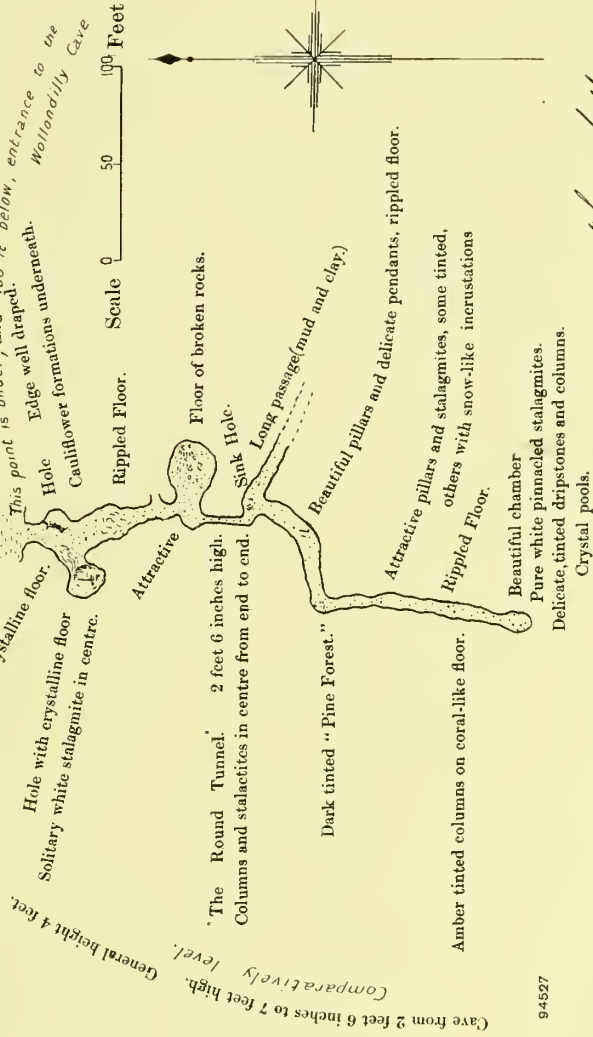 This point is under, and 100 ft below, entrance to the
Wollondilly Cave
Hole Edge well draped.
Cauliflower formations underneath.
Rippled Floor.
Scale 0 50 100 Feet
crystalline floor.
Hole with crystalline floor
Solitary white stalagmite in centre.
Attractive
Floor of broken rocks.
Sink Hole.
Long passage (mud and clay.)
"The Round Tunnel." 2 feet 6 inches high.
Columns and stalactites in centre from end to end.
Beautiful pillars and delicate pendants, rippled floor.
Dark tinted "Pine Forest."
Attractive pillars and stalagmites, some tinted,
others with snow-like incrustations
Rippled Floor.
Amber tinted columns on coral-like floor.
Beautiful chamber
Pure white pinnacled stalagmites.
Delicate, tinted dripstones and columns.
Crystal pools.
General height 4 feet.
Comparatively level.
Cave from 2 feet 6 inches to 7 feet high.
94527